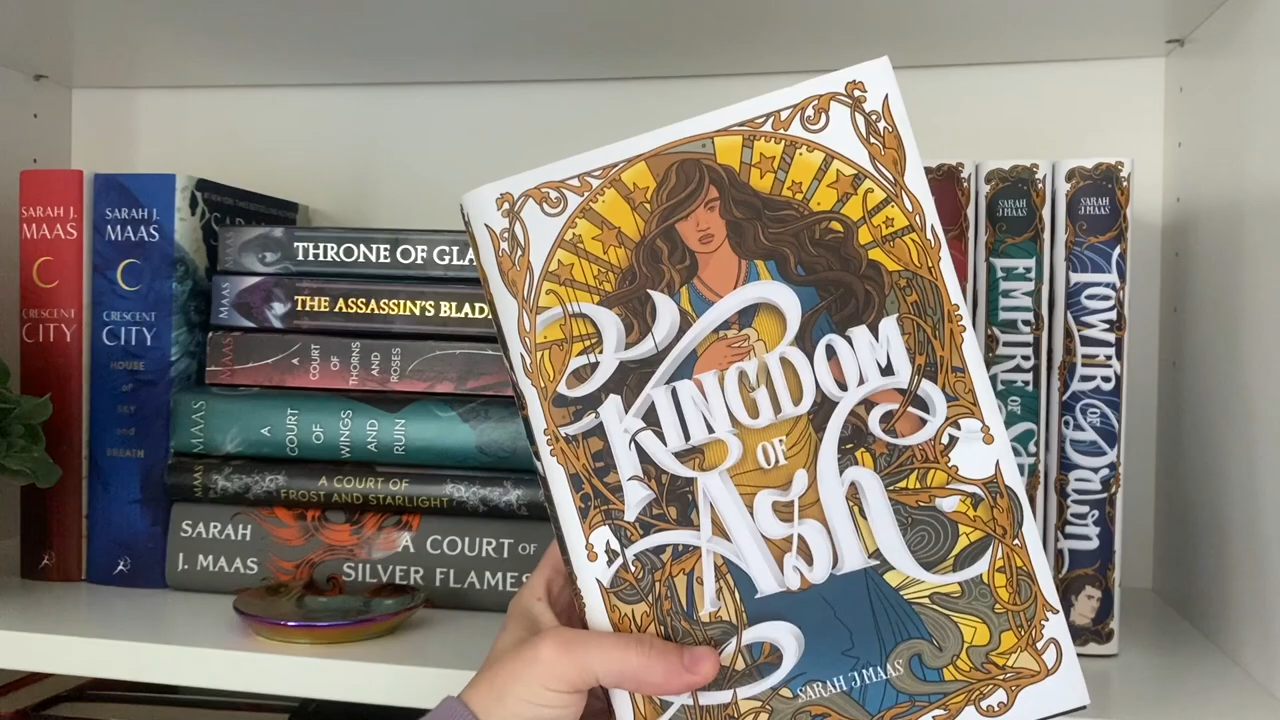 SARAH J.
MAAS
CRESCENT
CITY
SARAH J.
MAAS
CRESCENT
CITY
HOUSE
of
SKY
and
BREATH
MAAS
THRONE OF GLA
MAAS
THE ASSASSIN'S BLAD
MAAS
A
COURT
OF
THORNS
AND
ROSES
MAAS
A
COURT
OF
WINGS
AND
RUIN
MAAS
A COURT OF
FROST AND STARLIGHT
SARAH
J. MAAS
A COURT OF
SILVER FLAMES
KINGDOM
OF
ASH
SARAH J MAAS
SARAH
J MAAS
EMPIRE OF St
SARAH
J MAAS
TOWER OF Dawn